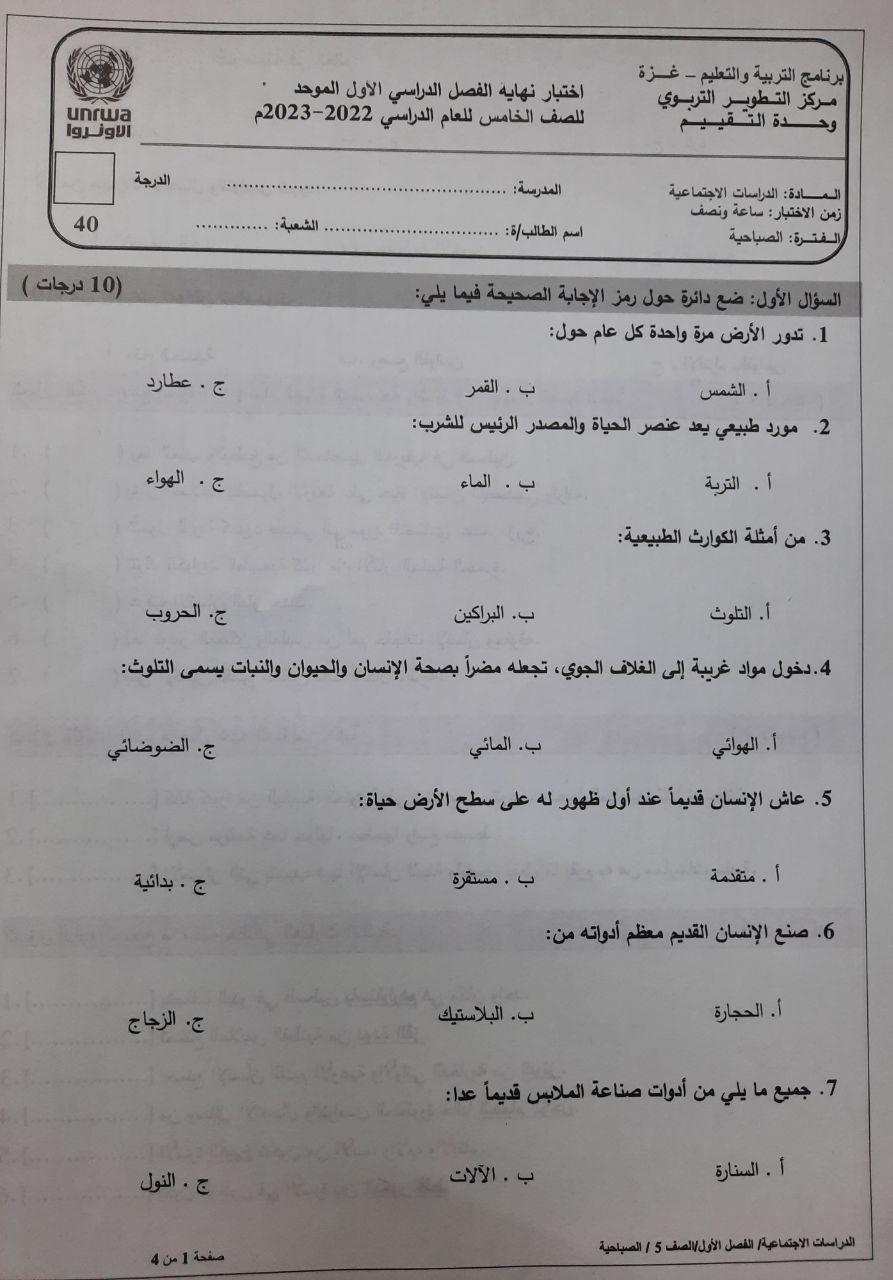 برنامج التربية والتعليم – غـزة
مركز التطوير التربوي
وحدة التقييم
اختبار نهاية الفصل الدراسي الأول الموحد
للصف الخامس للعام الدراسي 2022-2023م
unrwa
الاونروا
المـــادة: الدراسات الاجتماعية
زمن الاختبار: ساعة ونصف
الفـترة: الصباحية
المدرسة: ..............................................
اسم الطالب/ة: ............................................. الشعبة: .............
الدرجة
40
السؤال الأول: ضع دائرة حول رمز الإجابة الصحيحة فيما يلي: (10 درجات )
1. تدور الأرض مرة واحدة كل عام حول:
أ . الشمس ب . القمر ج . عطارد
2. مورد طبيعي يعد عنصر الحياة والمصدر الرئيس للشرب:
أ . التربة ب . الماء ج . الهواء
3. من أمثلة الكوارث الطبيعية:
أ. التلوث ب. البراكين ج. الحروب
4. دخول مواد غريبة إلى الغلاف الجوي، تجعله مضراً بصحة الإنسان والحيوان والنبات يسمى التلوث:
أ. الهوائي ب. المائي ج. الضوضائي
5. عاش الإنسان قديماً عند أول ظهور له على سطح الأرض حياة:
أ . متقدمة ب . مستقرة ج . بدائية
6. صنع الإنسان القديم معظم أدواته من:
أ. الحجارة ب. البلاستيك ج. الزجاج
7. جميع ما يلي من أدوات صناعة الملابس قديماً عدا:
أ . السنارة ب . الآلات ج . النول
الدراسات الاجتماعية/ الفصل الأول/الصف 5 / الصباحية
صفحة 1 من 4